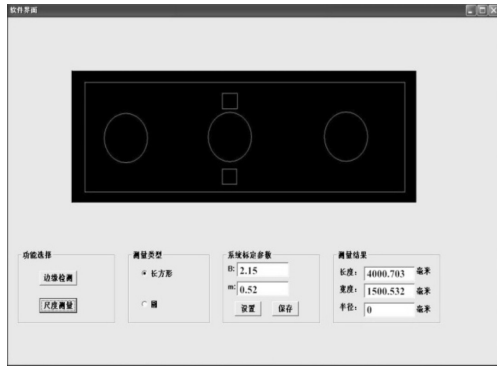 软件界面
功能选择
边缘检测
尺度测量
测量类型
长方形
圆
系统标定参数
B: 2.15
m: 0.52
设置 保存
测量结果
长度: 4000.703 毫米
宽度: 1500.532 毫米
半径: 0 毫米